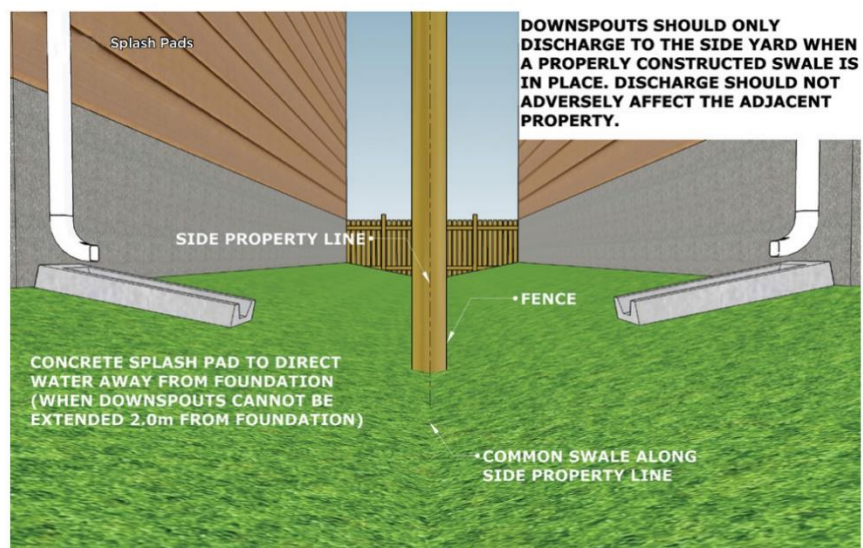 Splash Pads
DOWNSPOUTS SHOULD ONLY
DISCHARGE TO THE SIDE YARD WHEN
A PROPERLY CONSTRUCTED SWALE IS
IN PLACE. DISCHARGE SHOULD NOT
ADVERSELY AFFECT THE ADJACENT
PROPERTY.
SIDE PROPERTY LINE•
•FENCE
CONCRETE SPLASH PAD TO DIRECT
WATER AWAY FROM FOUNDATION
(WHEN DOWNSPOUTS CANNOT BE
EXTENDED 2.0m FROM FOUNDATION)
•COMMON SWALE ALONG
SIDE PROPERTY LINE